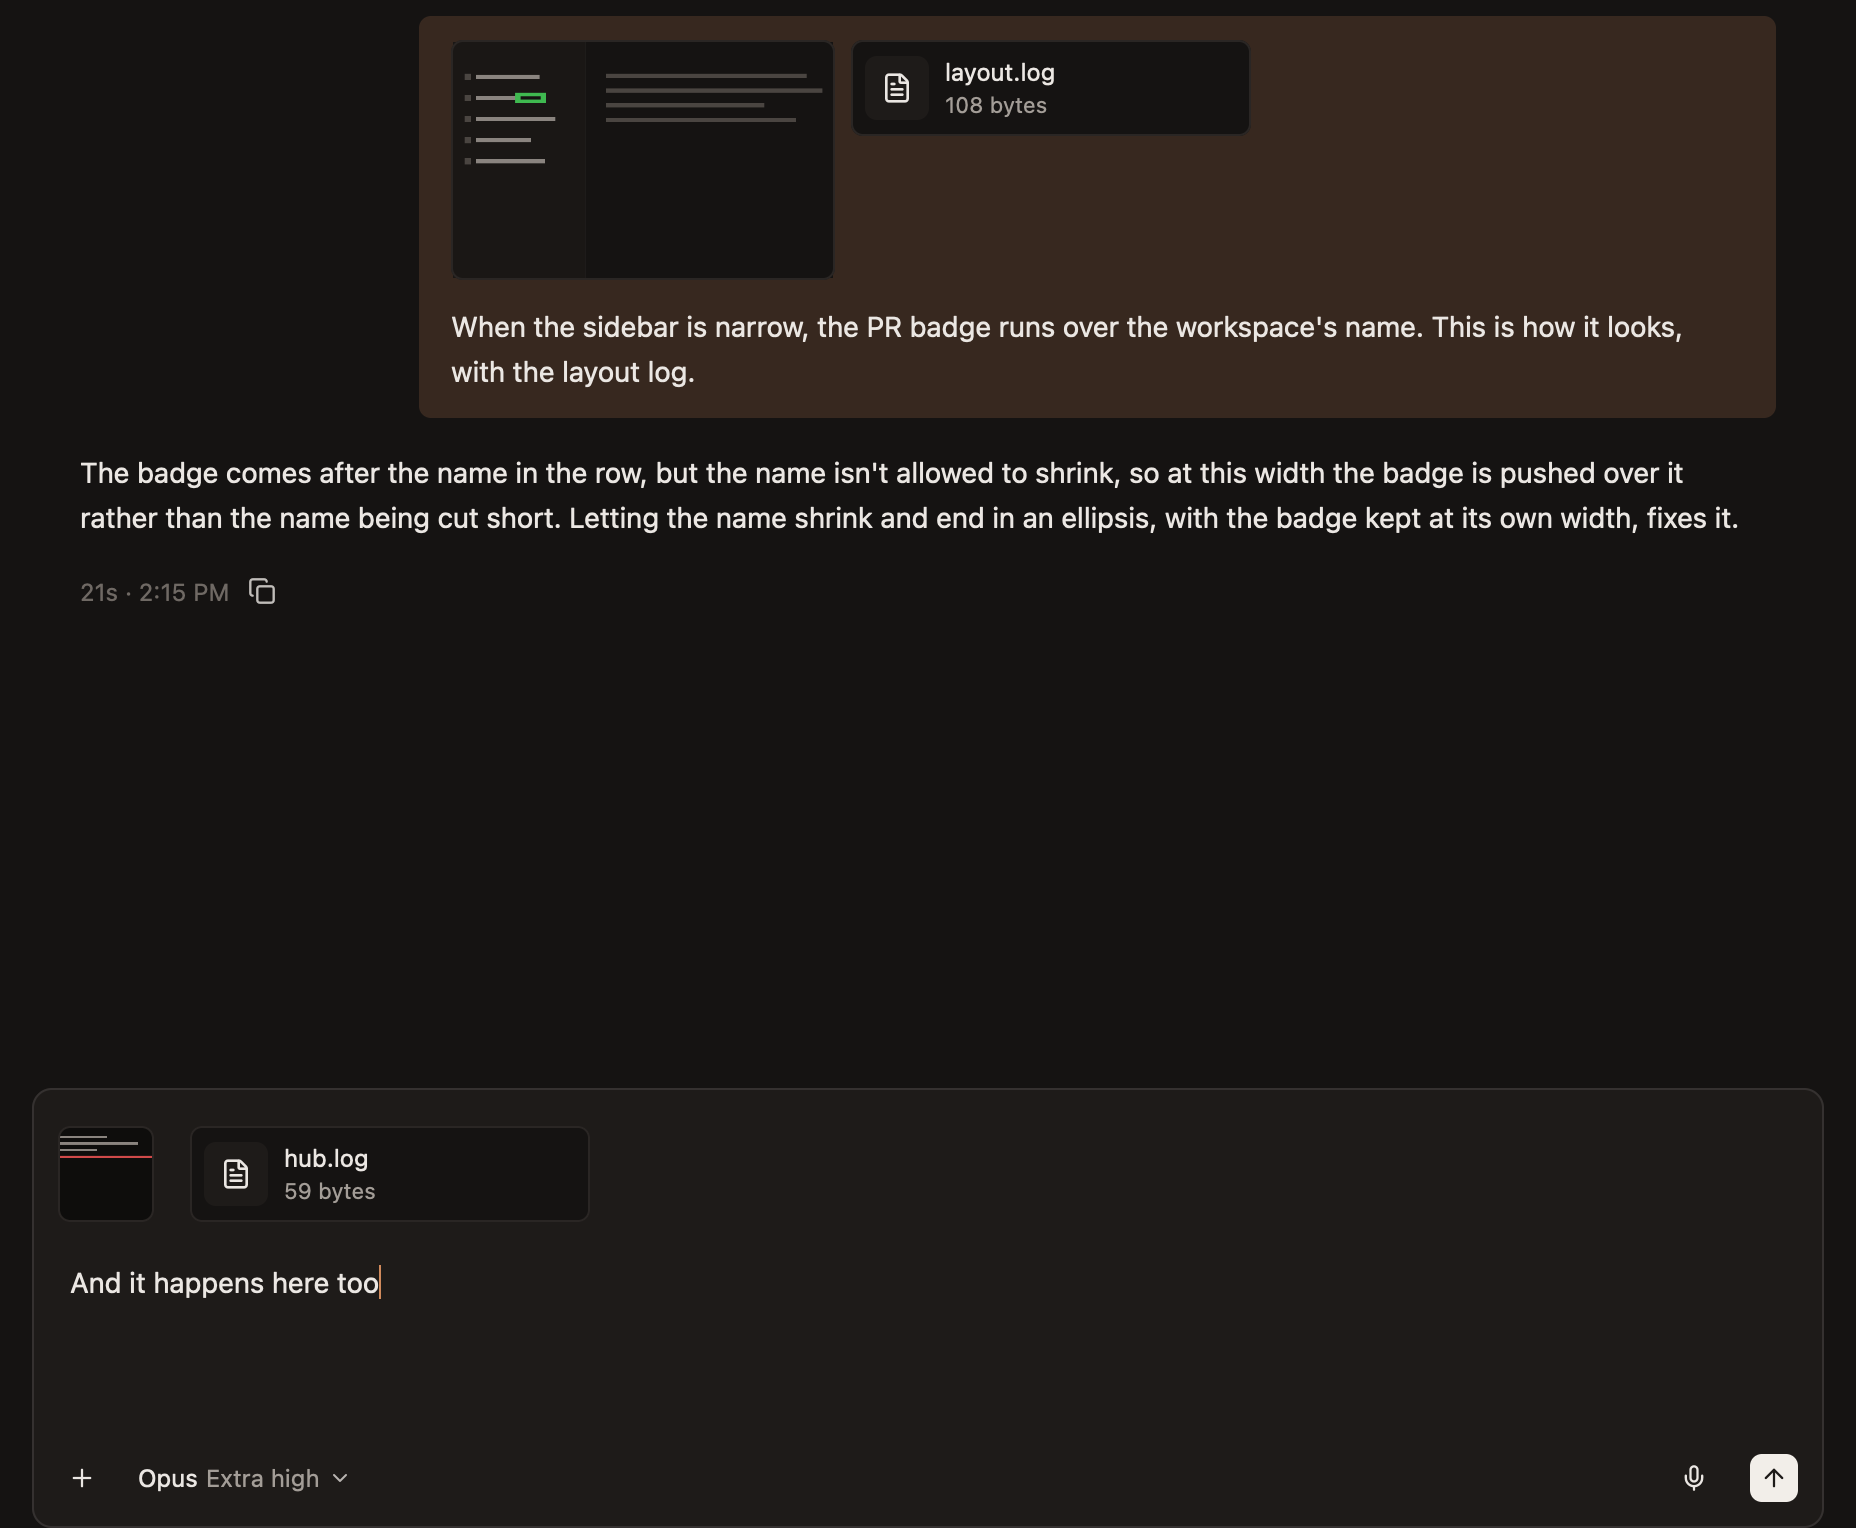 layout.log
108 bytes
When the sidebar is narrow, the PR badge runs over the workspace's name. This is how it looks,
with the layout log.
The badge comes after the name in the row, but the name isn't allowed to shrink, so at this width the badge is pushed over it
rather than the name being cut short. Letting the name shrink and end in an ellipsis, with the badge kept at its own width, fixes it.
21s · 2:15 PM
hub.log
59 bytes
And it happens here too
Opus Extra high